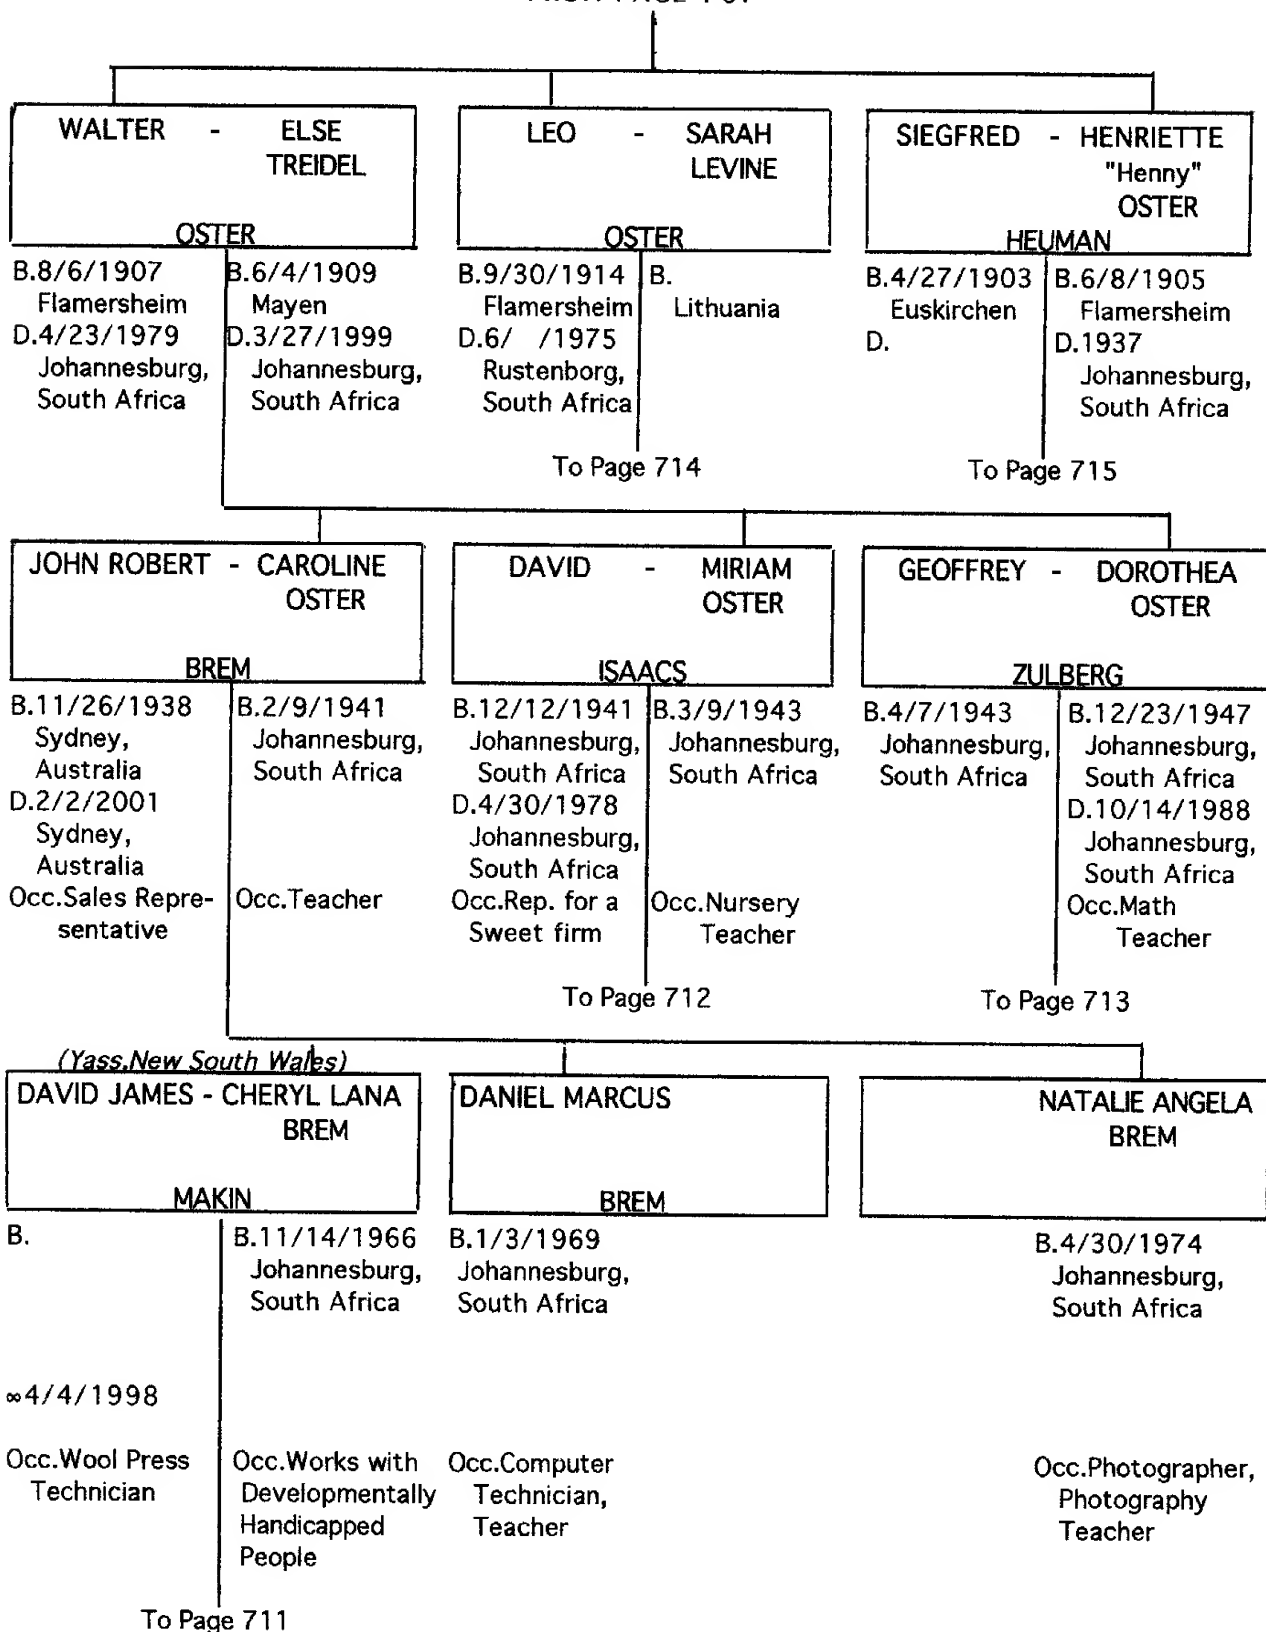 WALTER - ELSE
TREIDEL
OSTER
B.8/6/1907
Flamersheim
D.4/23/1979
Johannesburg,
South Africa
B.6/4/1909
Mayen
D.3/27/1999
Johannesburg,
South Africa
LEO - SARAH
LEVINE
OSTER
B.9/30/1914
Flamersheim
D.6/ /1975
Rustenborg,
South Africa
B.
Lithuania
To Page 714
SIEGFRED - HENRIETTE
"Henny"
OSTER
HEUMAN
B.4/27/1903
Euskirchen
D.
B.6/8/1905
Flamersheim
D.1937
Johannesburg,
South Africa
To Page 715
JOHN ROBERT - CAROLINE
OSTER
BREM
B.11/26/1938
Sydney,
Australia
D.2/2/2001
Sydney,
Australia
Occ.Sales Repre-
sentative
B.2/9/1941
Johannesburg,
South Africa
Occ.Teacher
DAVID - MIRIAM
OSTER
ISAACS
B.12/12/1941
Johannesburg,
South Africa
D.4/30/1978
Johannesburg,
South Africa
Occ.Rep. for a
Sweet firm
B.3/9/1943
Johannesburg,
South Africa
Occ.Nursery
Teacher
To Page 712
GEOFFREY - DOROTHEA
OSTER
ZULBERG
B.4/7/1943
Johannesburg,
South Africa
B.12/23/1947
Johannesburg,
South Africa
D.10/14/1988
Johannesburg,
South Africa
Occ.Math
Teacher
To Page 713
(Yass.New South Wales)
DAVID JAMES - CHERYL LANA
BREM
MAKIN
B.
∞4/4/1998
Occ.Wool Press
Technician
B.11/14/1966
Johannesburg,
South Africa
Occ.Works with
Developmentally
Handicapped
People
To Page 711
DANIEL MARCUS
BREM
B.1/3/1969
Johannesburg,
South Africa
Occ.Computer
Technician,
Teacher
NATALIE ANGELA
BREM
B.4/30/1974
Johannesburg,
South Africa
Occ.Photographer,
Photography
Teacher